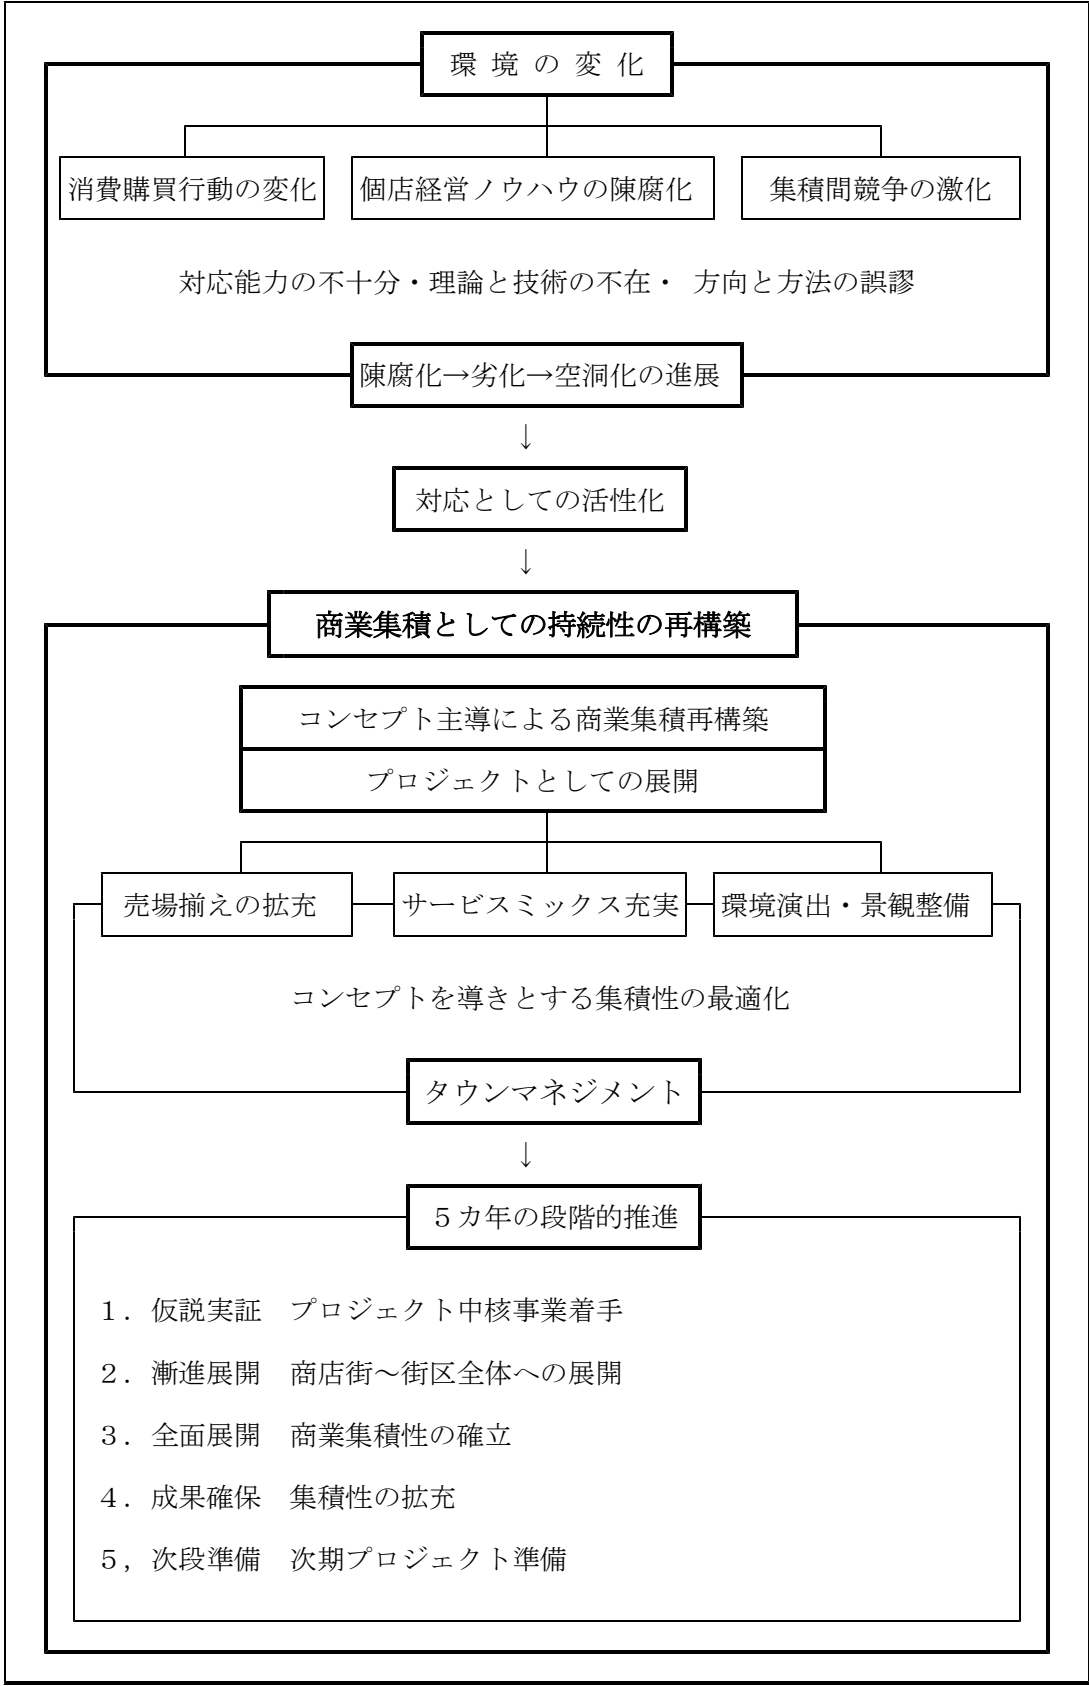 環 境 の 変 化
消費購買行動の変化 個店経営ノウハウの陳腐化 集積間競争の激化
対応能力の不十分・理論と技術の不在・ 方向と方法の誤謬
陳腐化→劣化→空洞化の進展
↓
対応としての活性化
↓
商業集積としての持続性の再構築
コンセプト主導による商業集積再構築
プロジェクトとしての展開
売場揃えの拡充 サービスミックス充実 環境演出・景観整備
コンセプトを導きとする集積性の最適化
タウンマネジメント
↓
５カ年の段階的推進
１．仮説実証　プロジェクト中核事業着手
２．漸進展開　商店街～街区全体への展開
３．全面展開　商業集積性の確立
４．成果確保　集積性の拡充
５，次段準備　次期プロジェクト準備